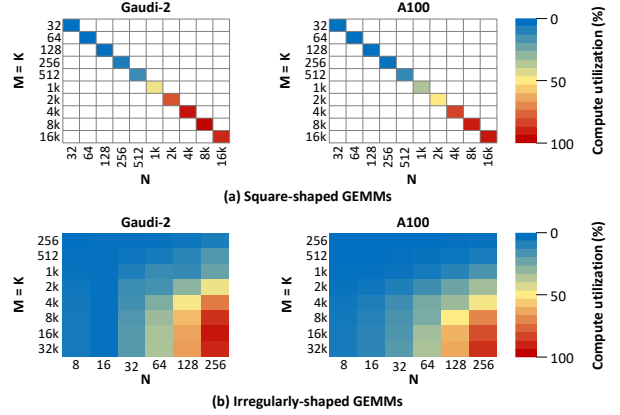 Gaudi-2
A100
M = K
32
64
128
256
512
1k
2k
4k
8k
16k
32 64 128 256 512 1k 2k 4k 8k 16k
N
32
64
128
256
512
1k
2k
4k
8k
16k
32 64 128 256 512 1k 2k 4k 8k 16k
N
0
50
100
Compute utilization (%)
(a) Square-shaped GEMMs
Gaudi-2
A100
M = K
256
512
1k
2k
4k
8k
16k
32k
8 16 32 64 128 256
N
M = K
256
512
1k
2k
4k
8k
16k
32k
8 16 32 64 128 256
N
0
50
100
Compute utilization (%)
(b) Irregularly-shaped GEMMs